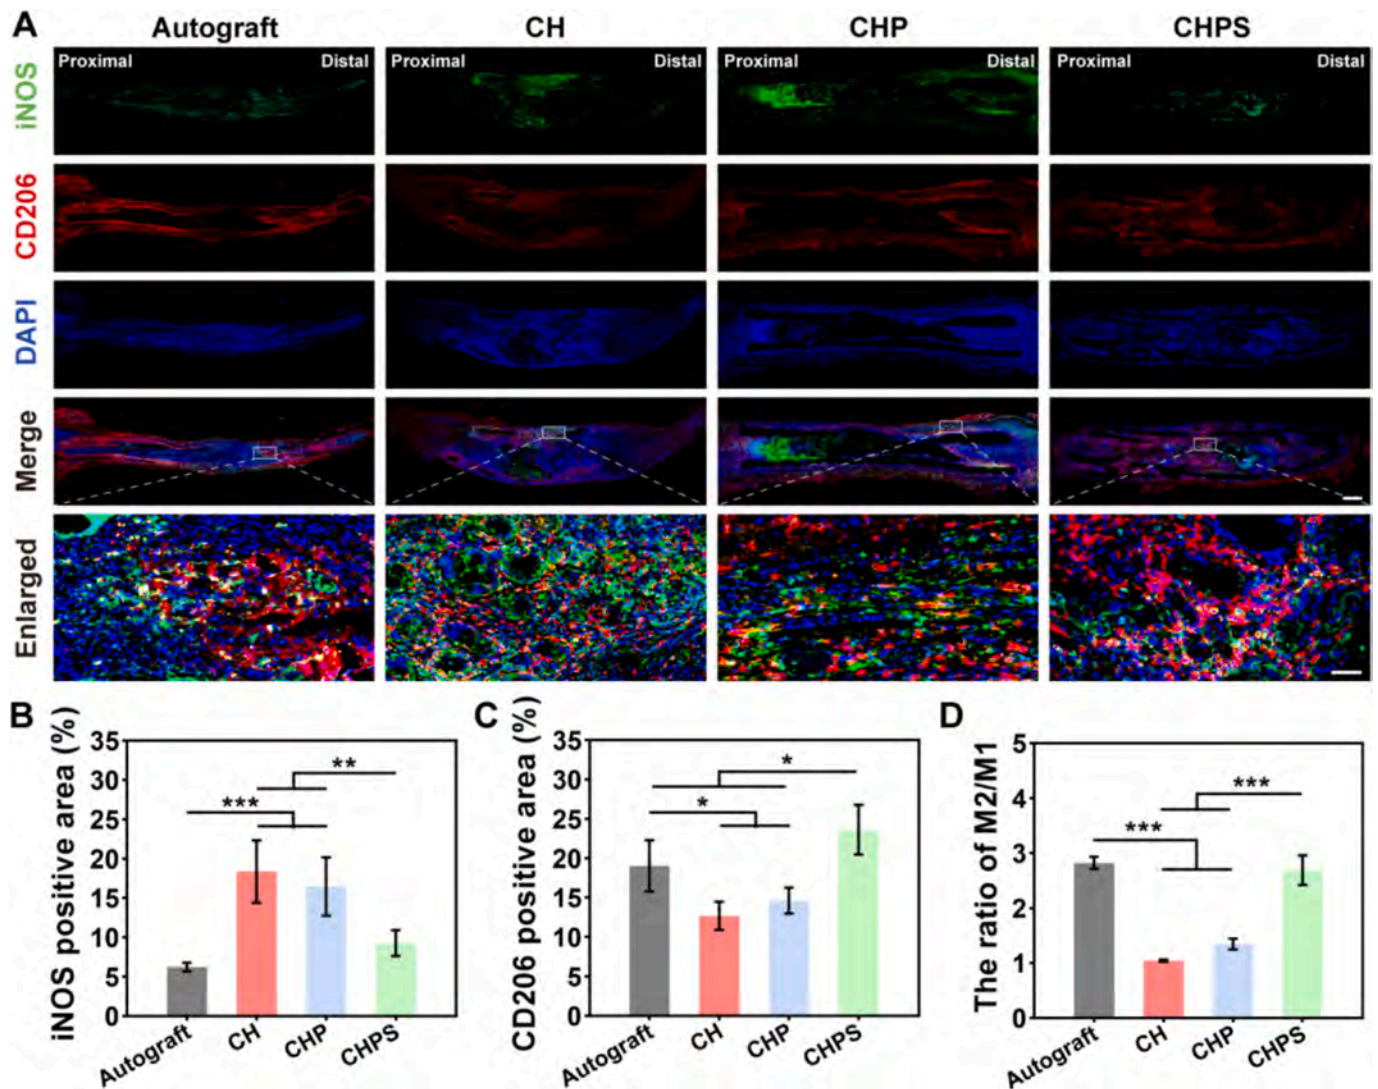 A
Autograft CH CHP CHPS
iNOS
Proximal Distal Proximal Distal Proximal Distal Proximal Distal
CD206
DAPI
Merge
Enlarged
B
iNOS positive area (%)
35
30
25
20
15
10
5
0
***
**
Autograft CH CHP CHPS
C
CD206 positive area (%)
35
30
25
20
15
10
5
0
*
*
Autograft CH CHP CHPS
D
The ratio of M2/M1
5
4
3
2
1
0
***
***
Autograft CH CHP CHPS